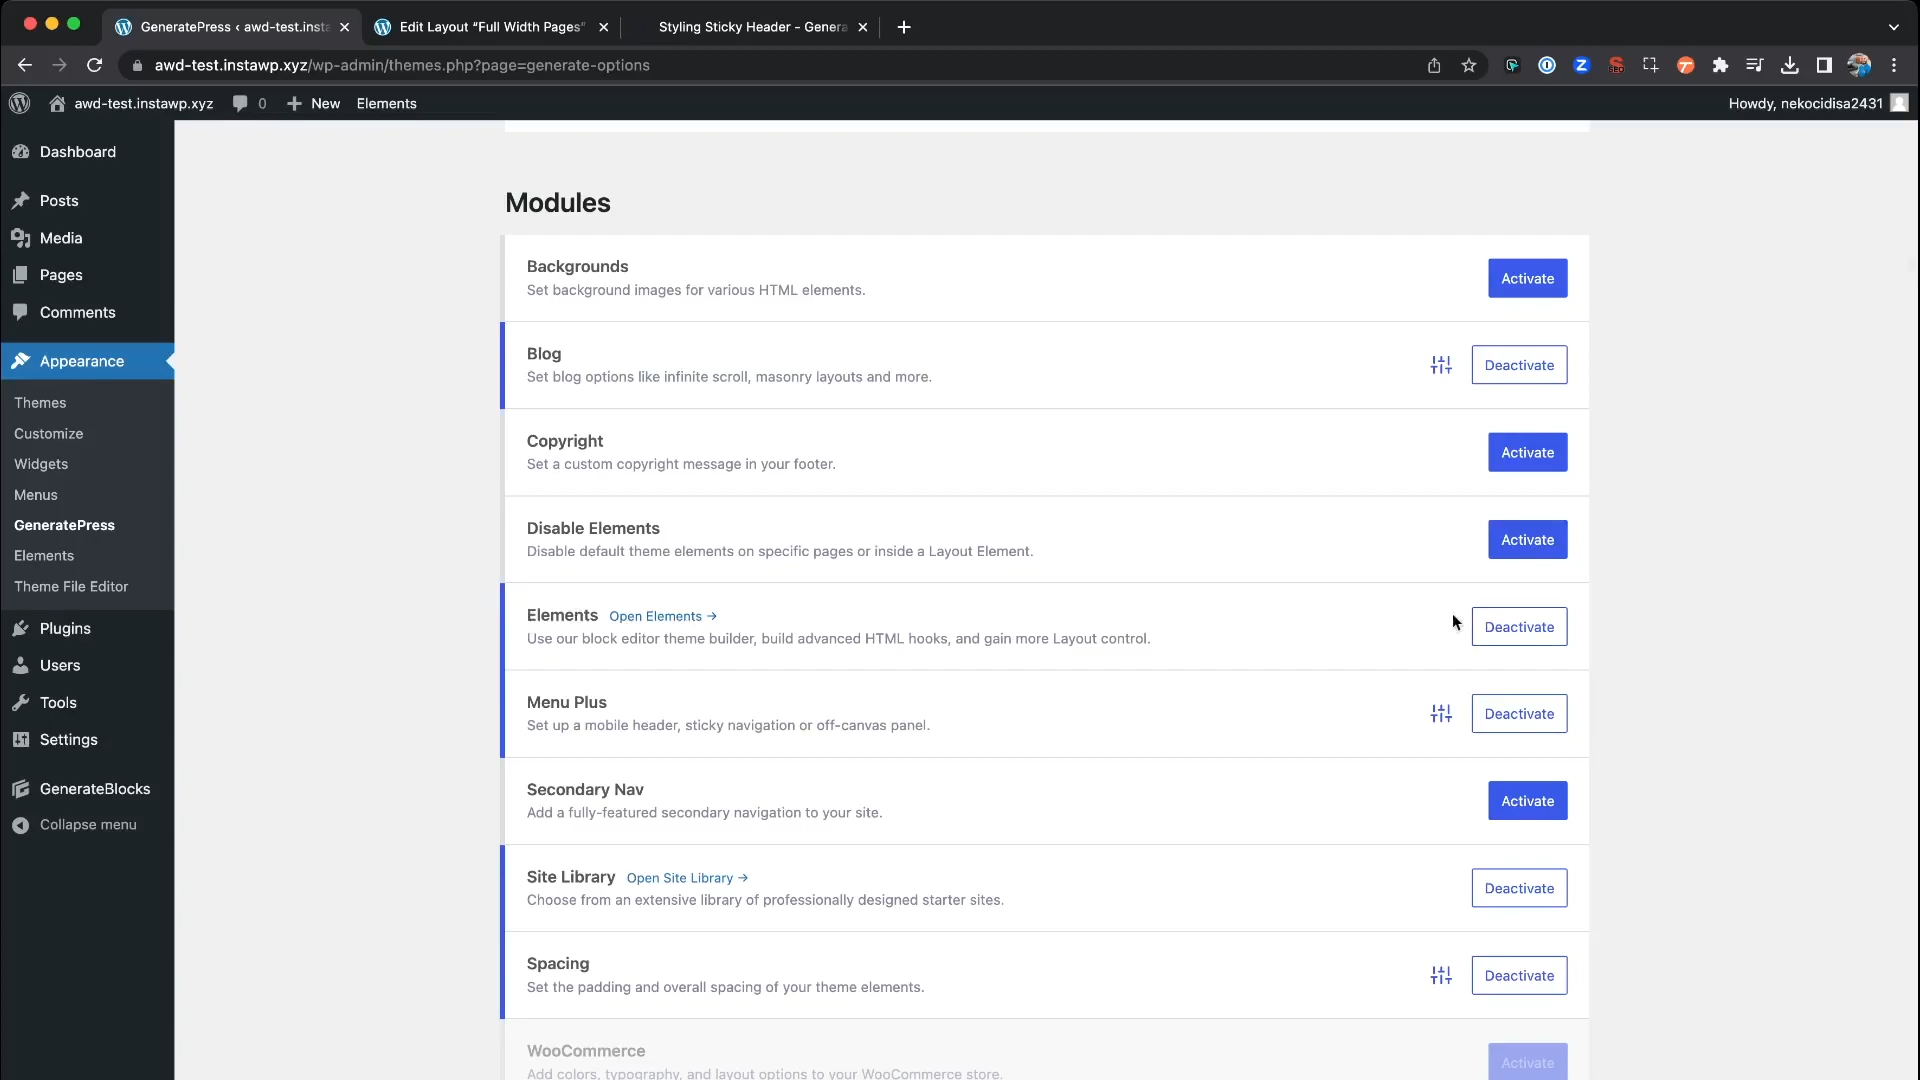 GeneratePress ‹ awd-test.insta
Edit Layout “Full Width Pages”
Styling Sticky Header - Genera
awd-test.instawp.xyz/wp-admin/themes.php?page=generate-options
awd-test.instawp.xyz
0
New
Elements
Howdy, nekocidisa2431
Dashboard
Posts
Media
Pages
Comments
Appearance
Themes
Customize
Widgets
Menus
GeneratePress
Elements
Theme File Editor
Plugins
Users
Tools
Settings
GenerateBlocks
Collapse menu
Modules
Backgrounds
Set background images for various HTML elements.
Activate
Blog
Set blog options like infinite scroll, masonry layouts and more.
Deactivate
Copyright
Set a custom copyright message in your footer.
Activate
Disable Elements
Disable default theme elements on specific pages or inside a Layout Element.
Activate
Elements Open Elements →
Use our block editor theme builder, build advanced HTML hooks, and gain more Layout control.
Deactivate
Menu Plus
Set up a mobile header, sticky navigation or off-canvas panel.
Deactivate
Secondary Nav
Add a fully-featured secondary navigation to your site.
Activate
Site Library Open Site Library →
Choose from an extensive library of professionally designed starter sites.
Deactivate
Spacing
Set the padding and overall spacing of your theme elements.
Deactivate
WooCommerce
Add colors, typography, and layout options to your WooCommerce store.
Activate